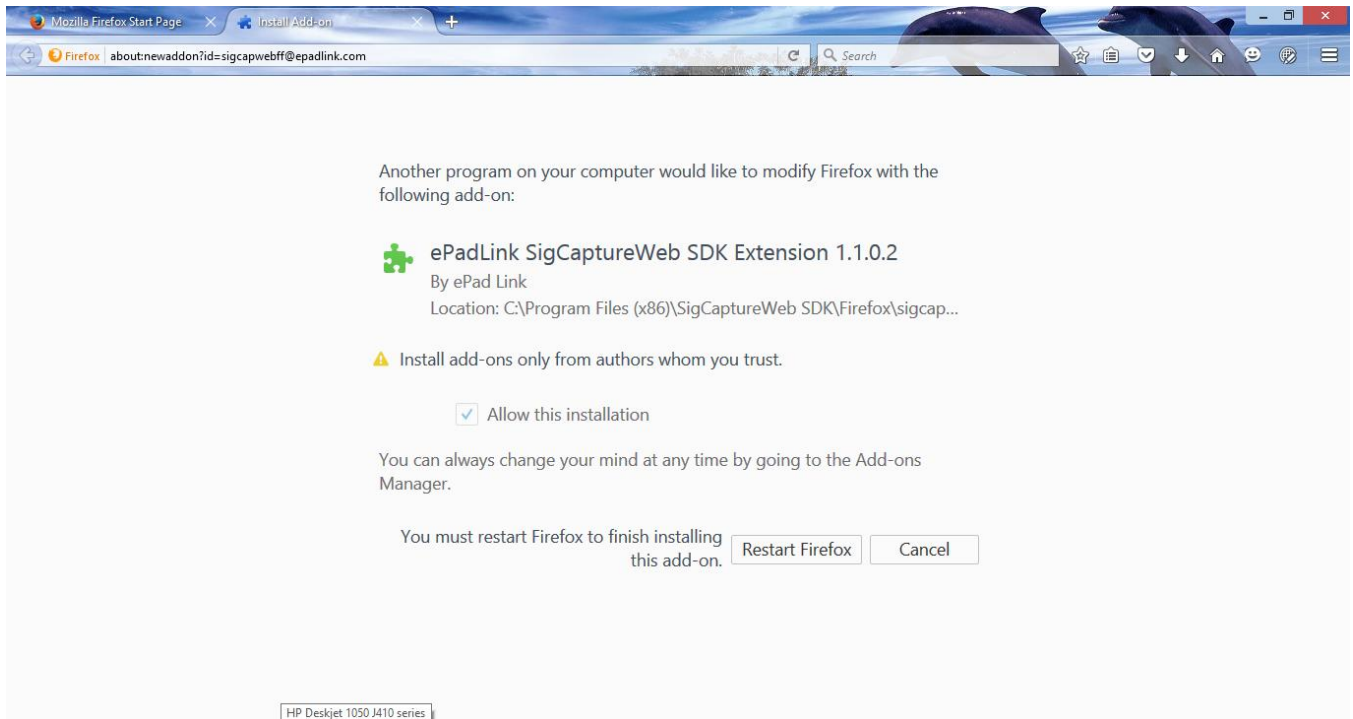 Mozilla Firefox Start Page
Install Add-on
Firefox about:newaddon?id=sigcapwebff@epadlink.com
Search
Another program on your computer would like to modify Firefox with the
following add-on:
ePadLink SigCaptureWeb SDK Extension 1.1.0.2
By ePad Link
Location: C:\Program Files (x86)\SigCaptureWeb SDK\Firefox\sigcap...
Install add-ons only from authors whom you trust.
Allow this installation
You can always change your mind at any time by going to the Add-ons
Manager.
You must restart Firefox to finish installing
this add-on.
Restart Firefox
Cancel
HP Deskjet 1050 J410 series